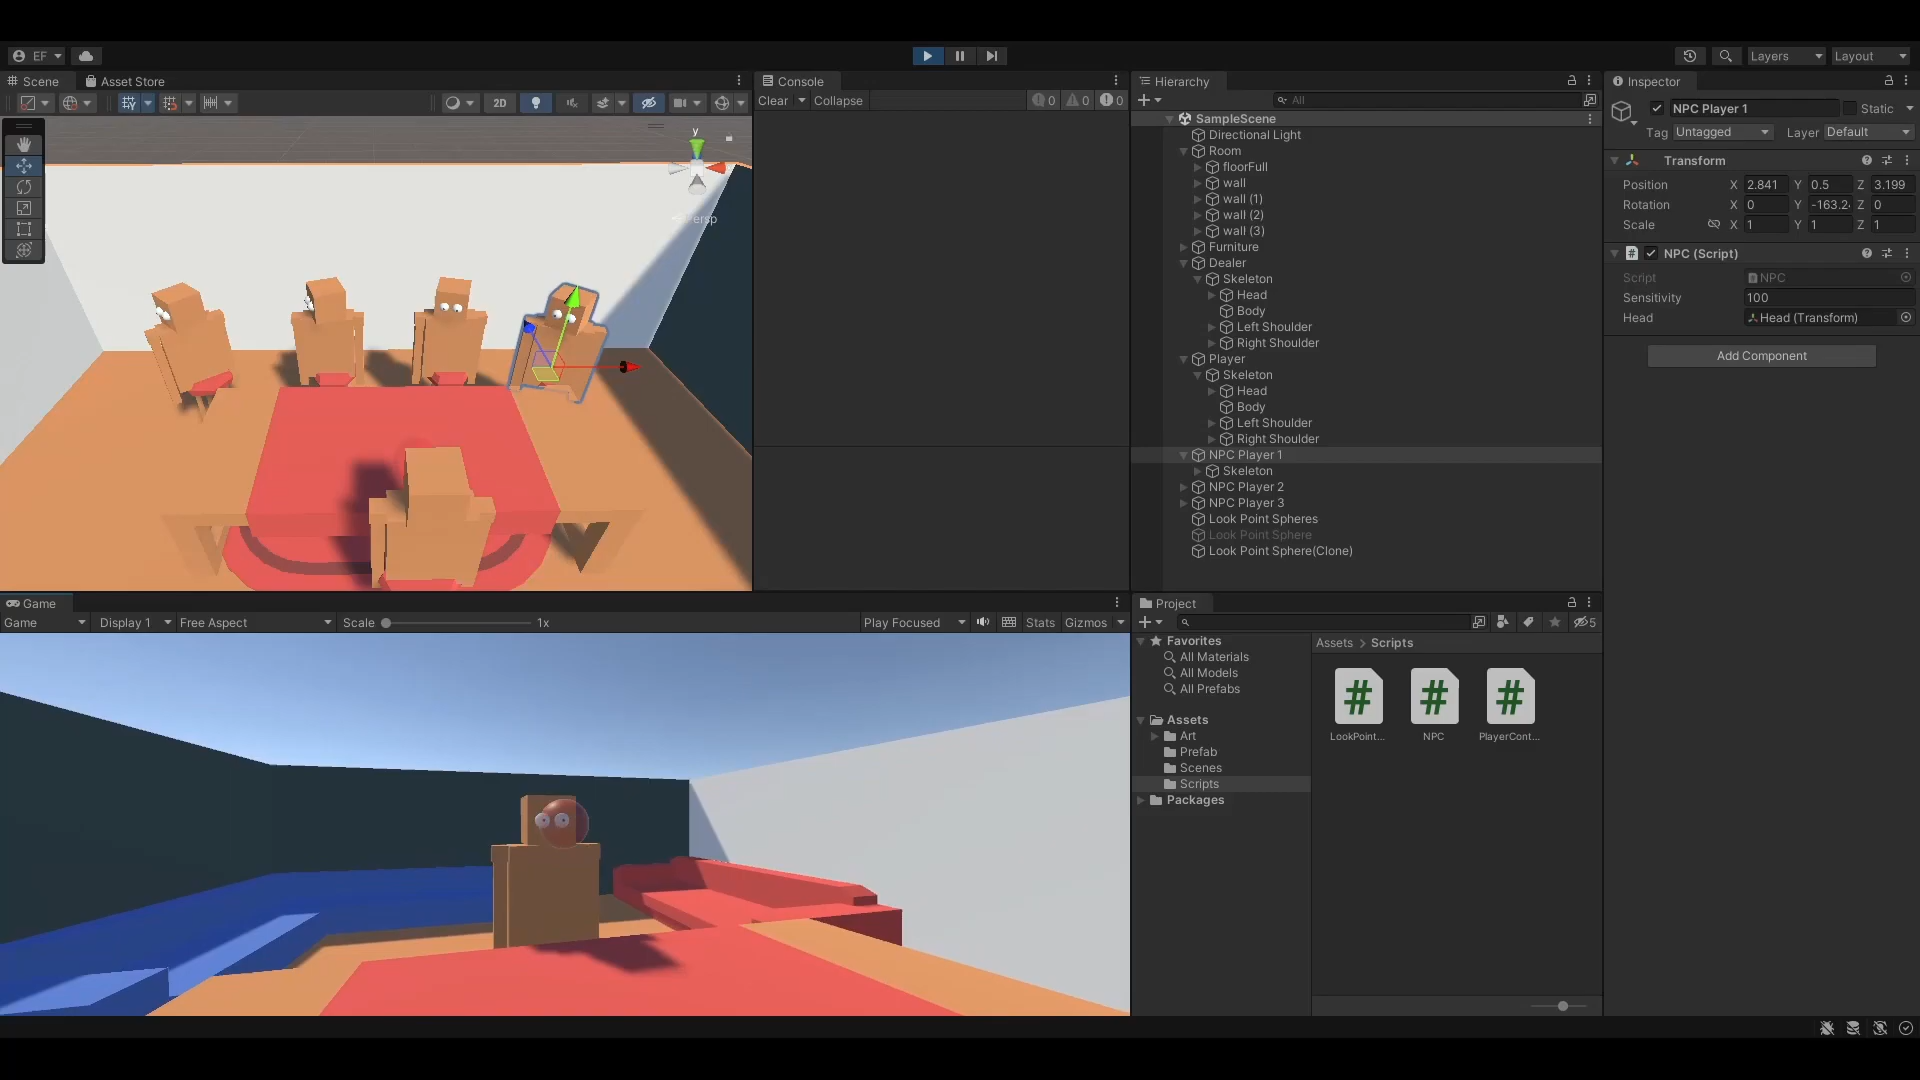 EF
Layers
Layout
Scene
Asset Store
Console
Hierarchy
Inspector
2D
Clear
Collapse
0
0
0
All
NPC Player 1
Static
Tag
Untagged
Layer
Default
Transform
Position
X
2.841
Y
0.5
Z
3.199
Rotation
X
0
Y
-163.2
Z
0
Scale
X
1
Y
1
Z
1
NPC (Script)
Script
NPC
Sensitivity
100
Head
Head (Transform)
Add Component
y
Persp
SampleScene
Directional Light
Room
floorFull
wall
wall (1)
wall (2)
wall (3)
Furniture
Dealer
Skeleton
Head
Body
Left Shoulder
Right Shoulder
Player
Skeleton
Head
Body
Left Shoulder
Right Shoulder
NPC Player 1
Skeleton
NPC Player 2
NPC Player 3
Look Point Spheres
Look Point Sphere
Look Point Sphere(Clone)
Game
Game
Display 1
Free Aspect
Scale
1x
Play Focused
Stats
Gizmos
Project
5
Favorites
All Materials
All Models
All Prefabs
Assets
Art
Prefab
Scenes
Scripts
Packages
Assets > Scripts
#
#
#
LookPoint...
NPC
PlayerCont...